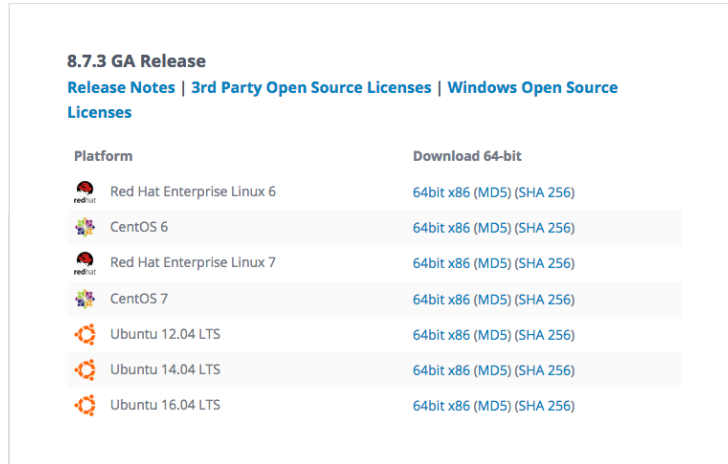 8.7.3 GA Release
Release Notes | 3rd Party Open Source Licenses | Windows Open Source
Licenses
Platform Download 64-bit
redhat Red Hat Enterprise Linux 6 64bit x86 (MD5) (SHA 256)
CentOS 6 64bit x86 (MD5) (SHA 256)
redhat Red Hat Enterprise Linux 7 64bit x86 (MD5) (SHA 256)
CentOS 7 64bit x86 (MD5) (SHA 256)
Ubuntu 12.04 LTS 64bit x86 (MD5) (SHA 256)
Ubuntu 14.04 LTS 64bit x86 (MD5) (SHA 256)
Ubuntu 16.04 LTS 64bit x86 (MD5) (SHA 256)